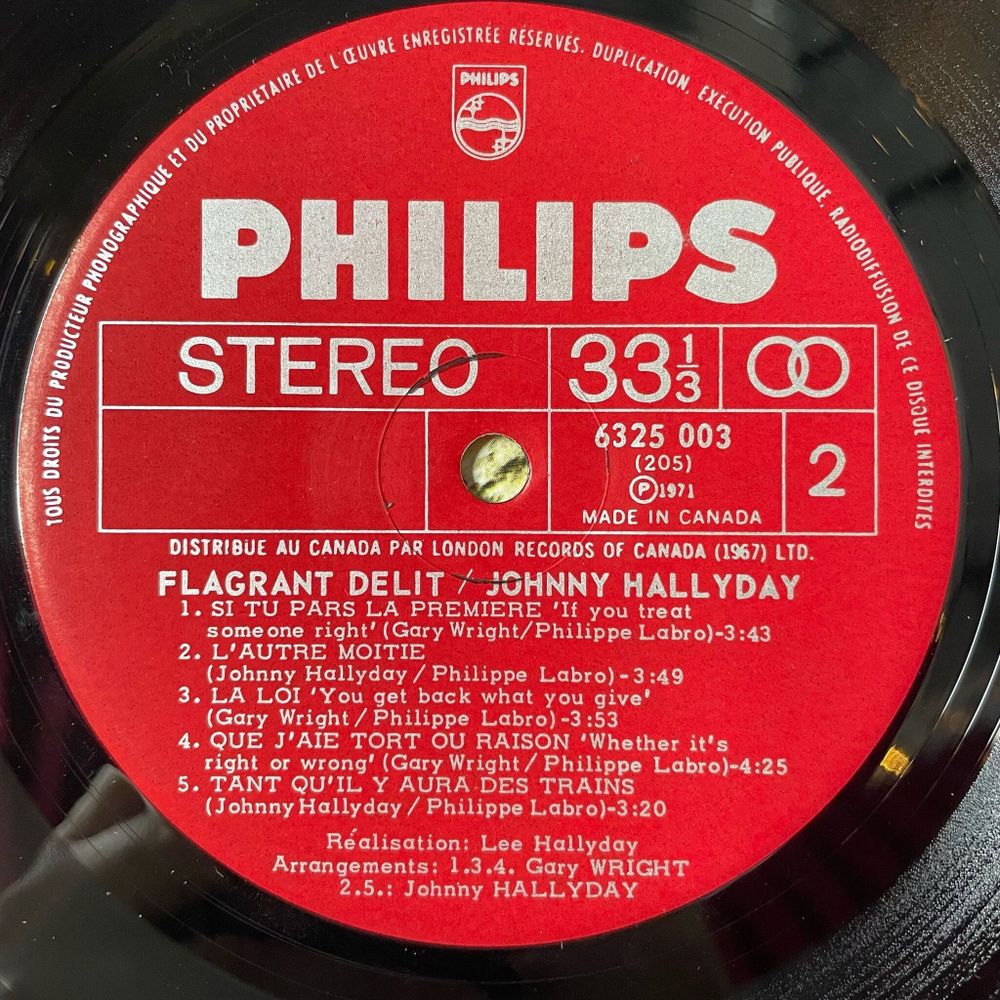 TOUS DROITS DU PRODUCTEUR PHONOGRAPHIQUE ET DU PROPRIETAIRE DE L'ŒUVRE ENREGISTRÉE RÉSERVÉS. DUPLICATION, EXÉCUTION PUBLIQUE, RADIODIFFUSION DE CE DISQUE INTERDITES
PHILIPS
PHILIPS
STEREO 33 1/3
6325 003
(205)
Ⓟ1971
MADE IN CANADA
2
DISTRIBUE AU CANADA PAR LONDON RECORDS OF CANADA (1967) LTD.
FLAGRANT DELIT / JOHNNY HALLYDAY
1. SI TU PARS LA PREMIERE 'If you treat
someone right' (Gary Wright/Philippe Labro)-3:43
2. L'AUTRE MOITIE
(Johnny Hallyday / Philippe Labro) - 3:49
3. LA LOI 'You get back what you give'
(Gary Wright / Philippe Labro) -3:53
4. QUE J'AIE TORT OU RAISON 'Whether it's
right or wrong' (Gary Wright / Philippe Labro)-4:25
5. TANT QU'IL Y AURA DES TRAINS
(Johnny Hallyday / Philippe Labro)-3:20
Réalisation: Lee Hallyday
Arrangements: 1.3.4. Gary WRIGHT
2.5.: Johnny HALLYDAY